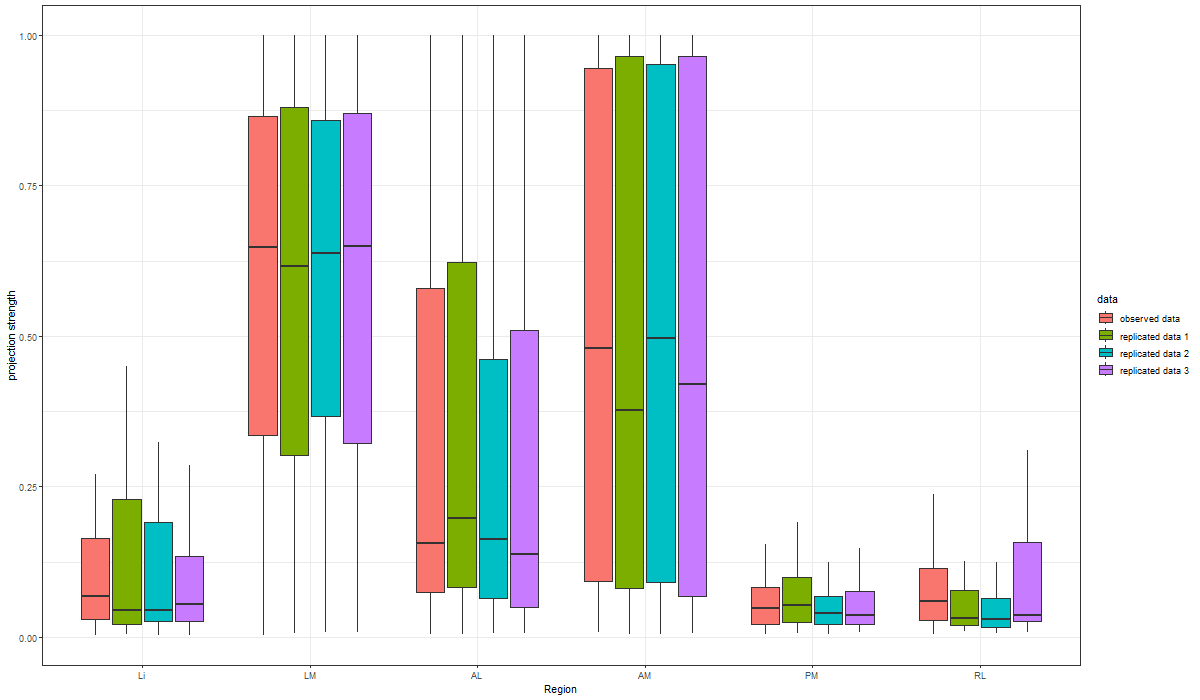 1.00
0.75
0.50
0.25
0.00
projection strength
Li
LM
AL
AM
PM
RL
Region
data
observed data
replicated data 1
replicated data 2
replicated data 3